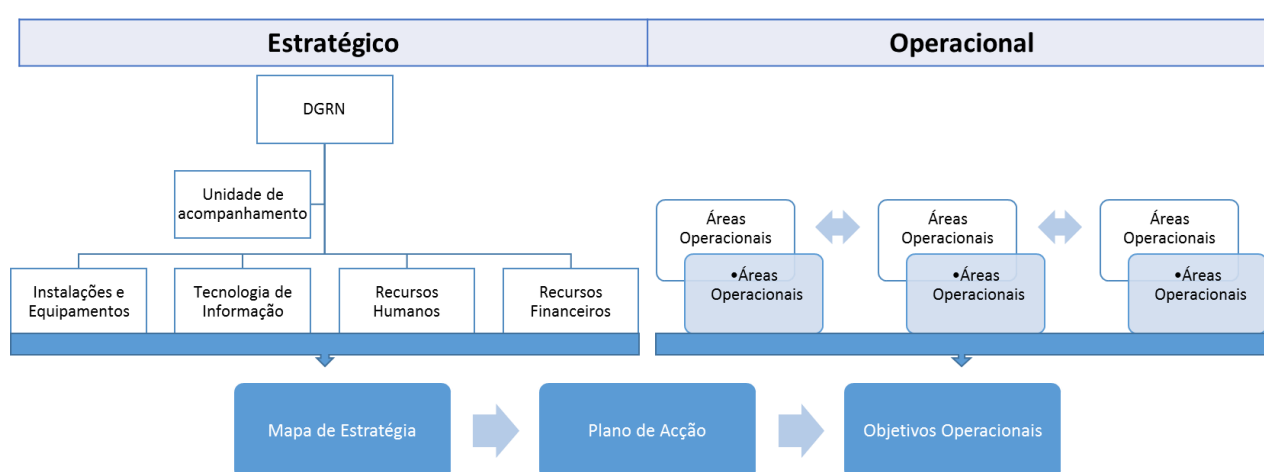 Estratégico
Operacional
DGRN
Unidade de
acompanhamento
Instalações e
Equipamentos
Tecnologia de
Informação
Recursos
Humanos
Recursos
Financeiros
Áreas
Operacionais
•Áreas
Operacionais
Áreas
Operacionais
•Áreas
Operacionais
Áreas
Operacionais
•Áreas
Operacionais
Mapa de Estratégia
Plano de Acção
Objetivos Operacionais